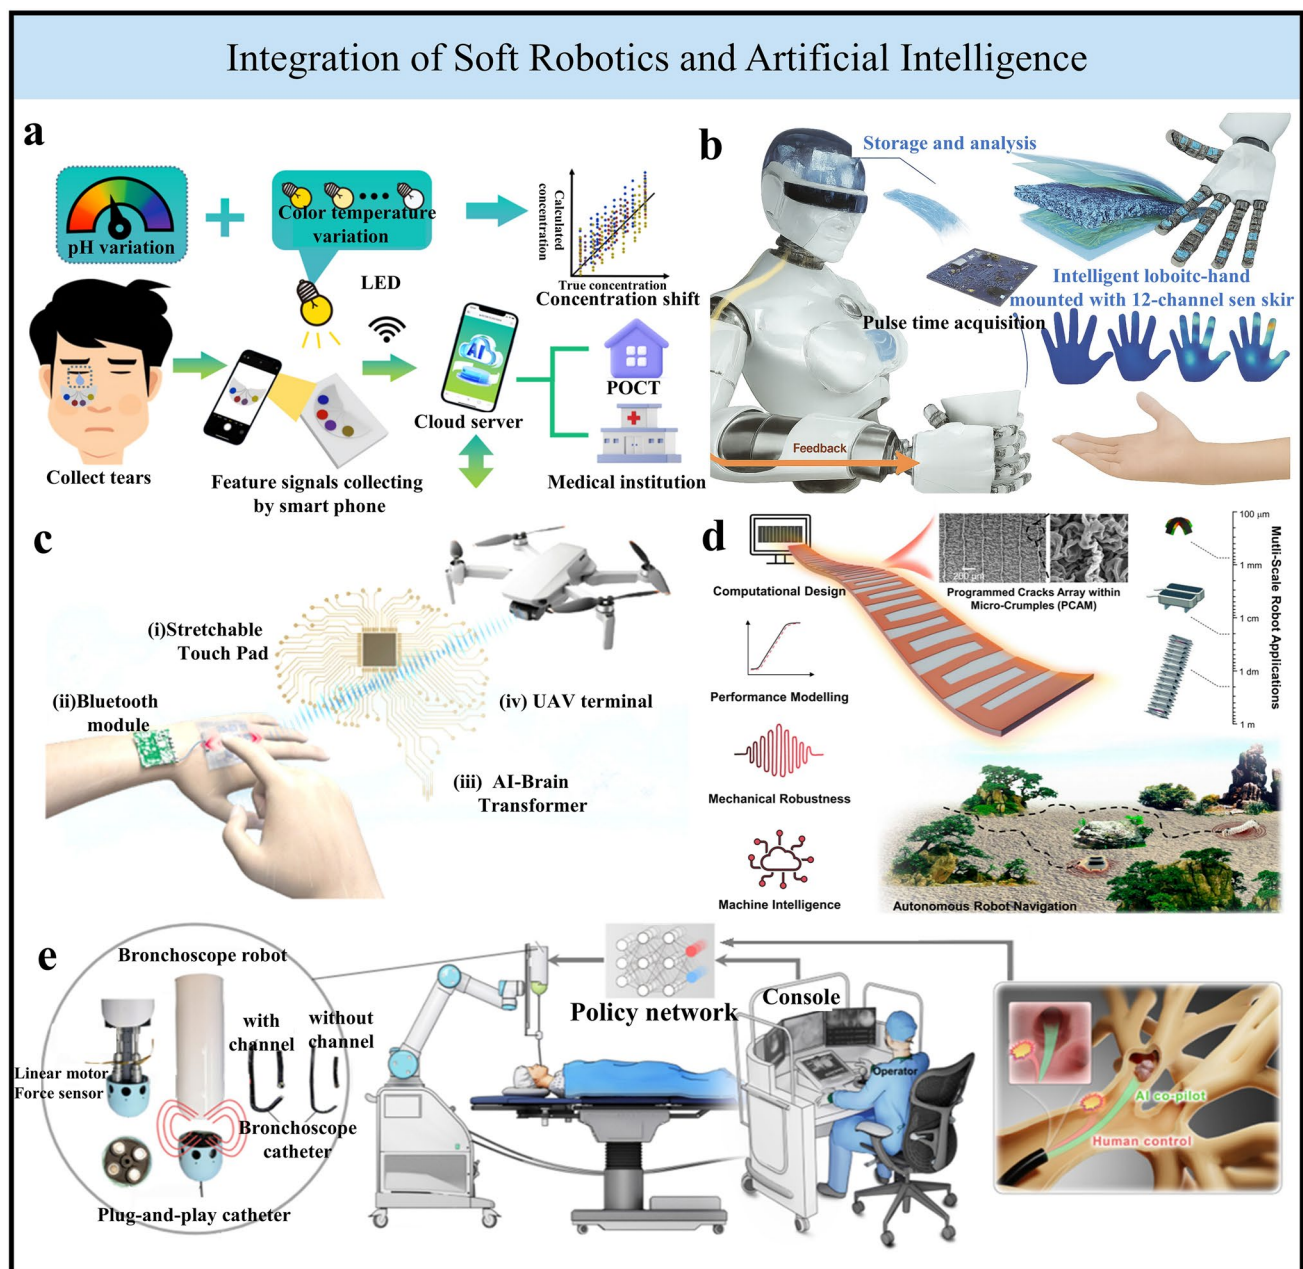 Integration of Soft Robotics and Artificial Intelligence
a
pH variation
Color temperature
variation
LED
Calculated
concentration
True concentration
Concentration shift
Collect tears
Feature signals collecting
by smart phone
AI
Cloud server
POCT
Medical institution
b
Storage and analysis
Intelligent loboitc-hand
mounted with 12-channel sen skir
Pulse time acquisition
Feedback
c
(i)Stretchable
Touch Pad
(ii)Bluetooth
module
(iii) AI-Brain
Transformer
(iv) UAV terminal
d
Computational Design
Performance Modelling
Mechanical Robustness
Machine Intelligence
200 μm
Programmed Cracks Array within
Micro-Crumples (PCAM)
100 μm
1 mm
1 cm
1 dm
1 m
Mutli-Scale Robot Applications
Autonomous Robot Navigation
e
Bronchoscope robot
Linear motor
Force sensor
with
channel
without
channel
Bronchoscope
catheter
Plug-and-play catheter
Policy network
Console
Operator
AI co-pilot
Human control